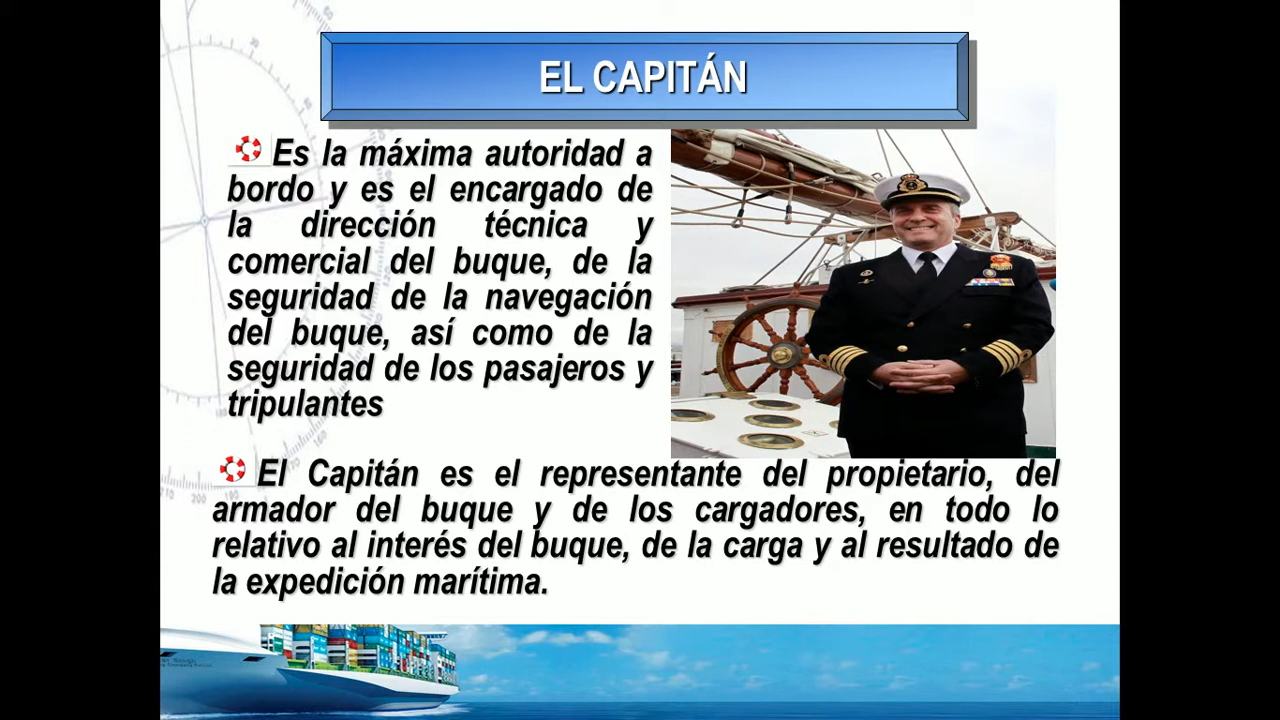 EL CAPITÁN
Es la máxima autoridad a
bordo y es el encargado de
la dirección técnica y
comercial del buque, de la
seguridad de la navegación
del buque, así como de la
seguridad de los pasajeros y
tripulantes
El Capitán es el representante del propietario, del
armador del buque y de los cargadores, en todo lo
relativo al interés del buque, de la carga y al resultado de
la expedición marítima.